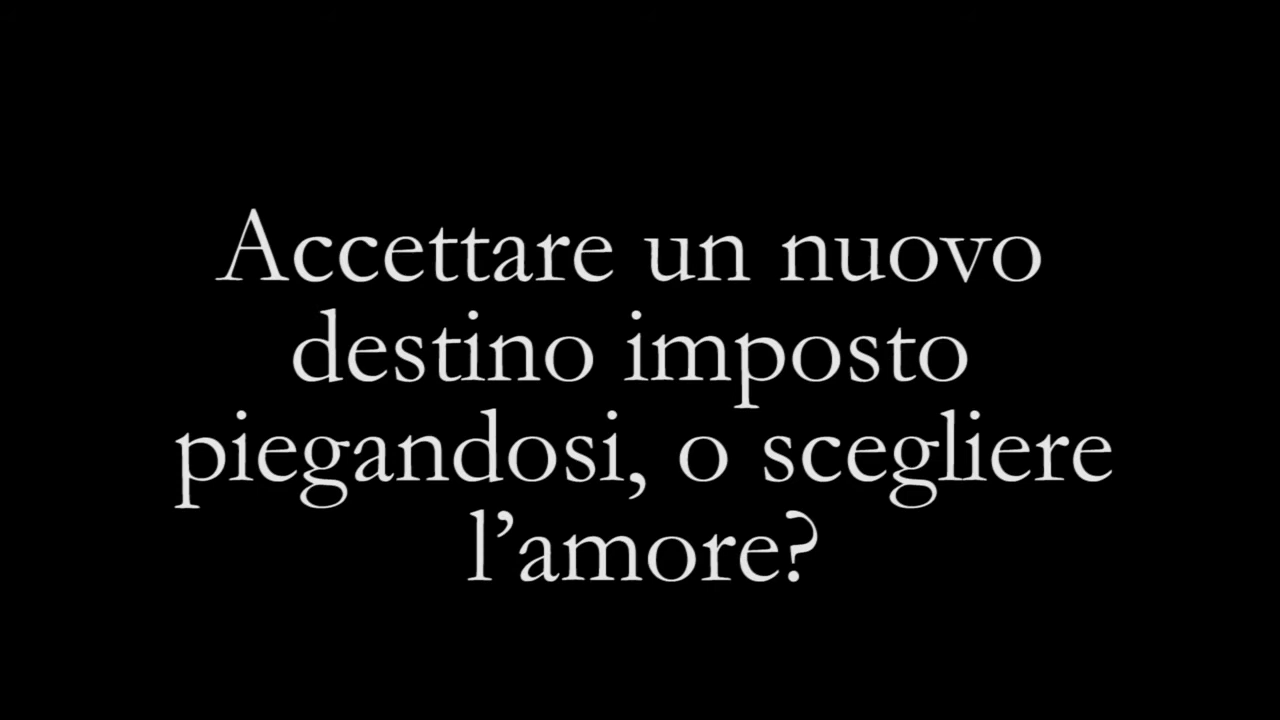 Accettare un nuovo
destino imposto
piegandosi, o scegliere
l’amore?